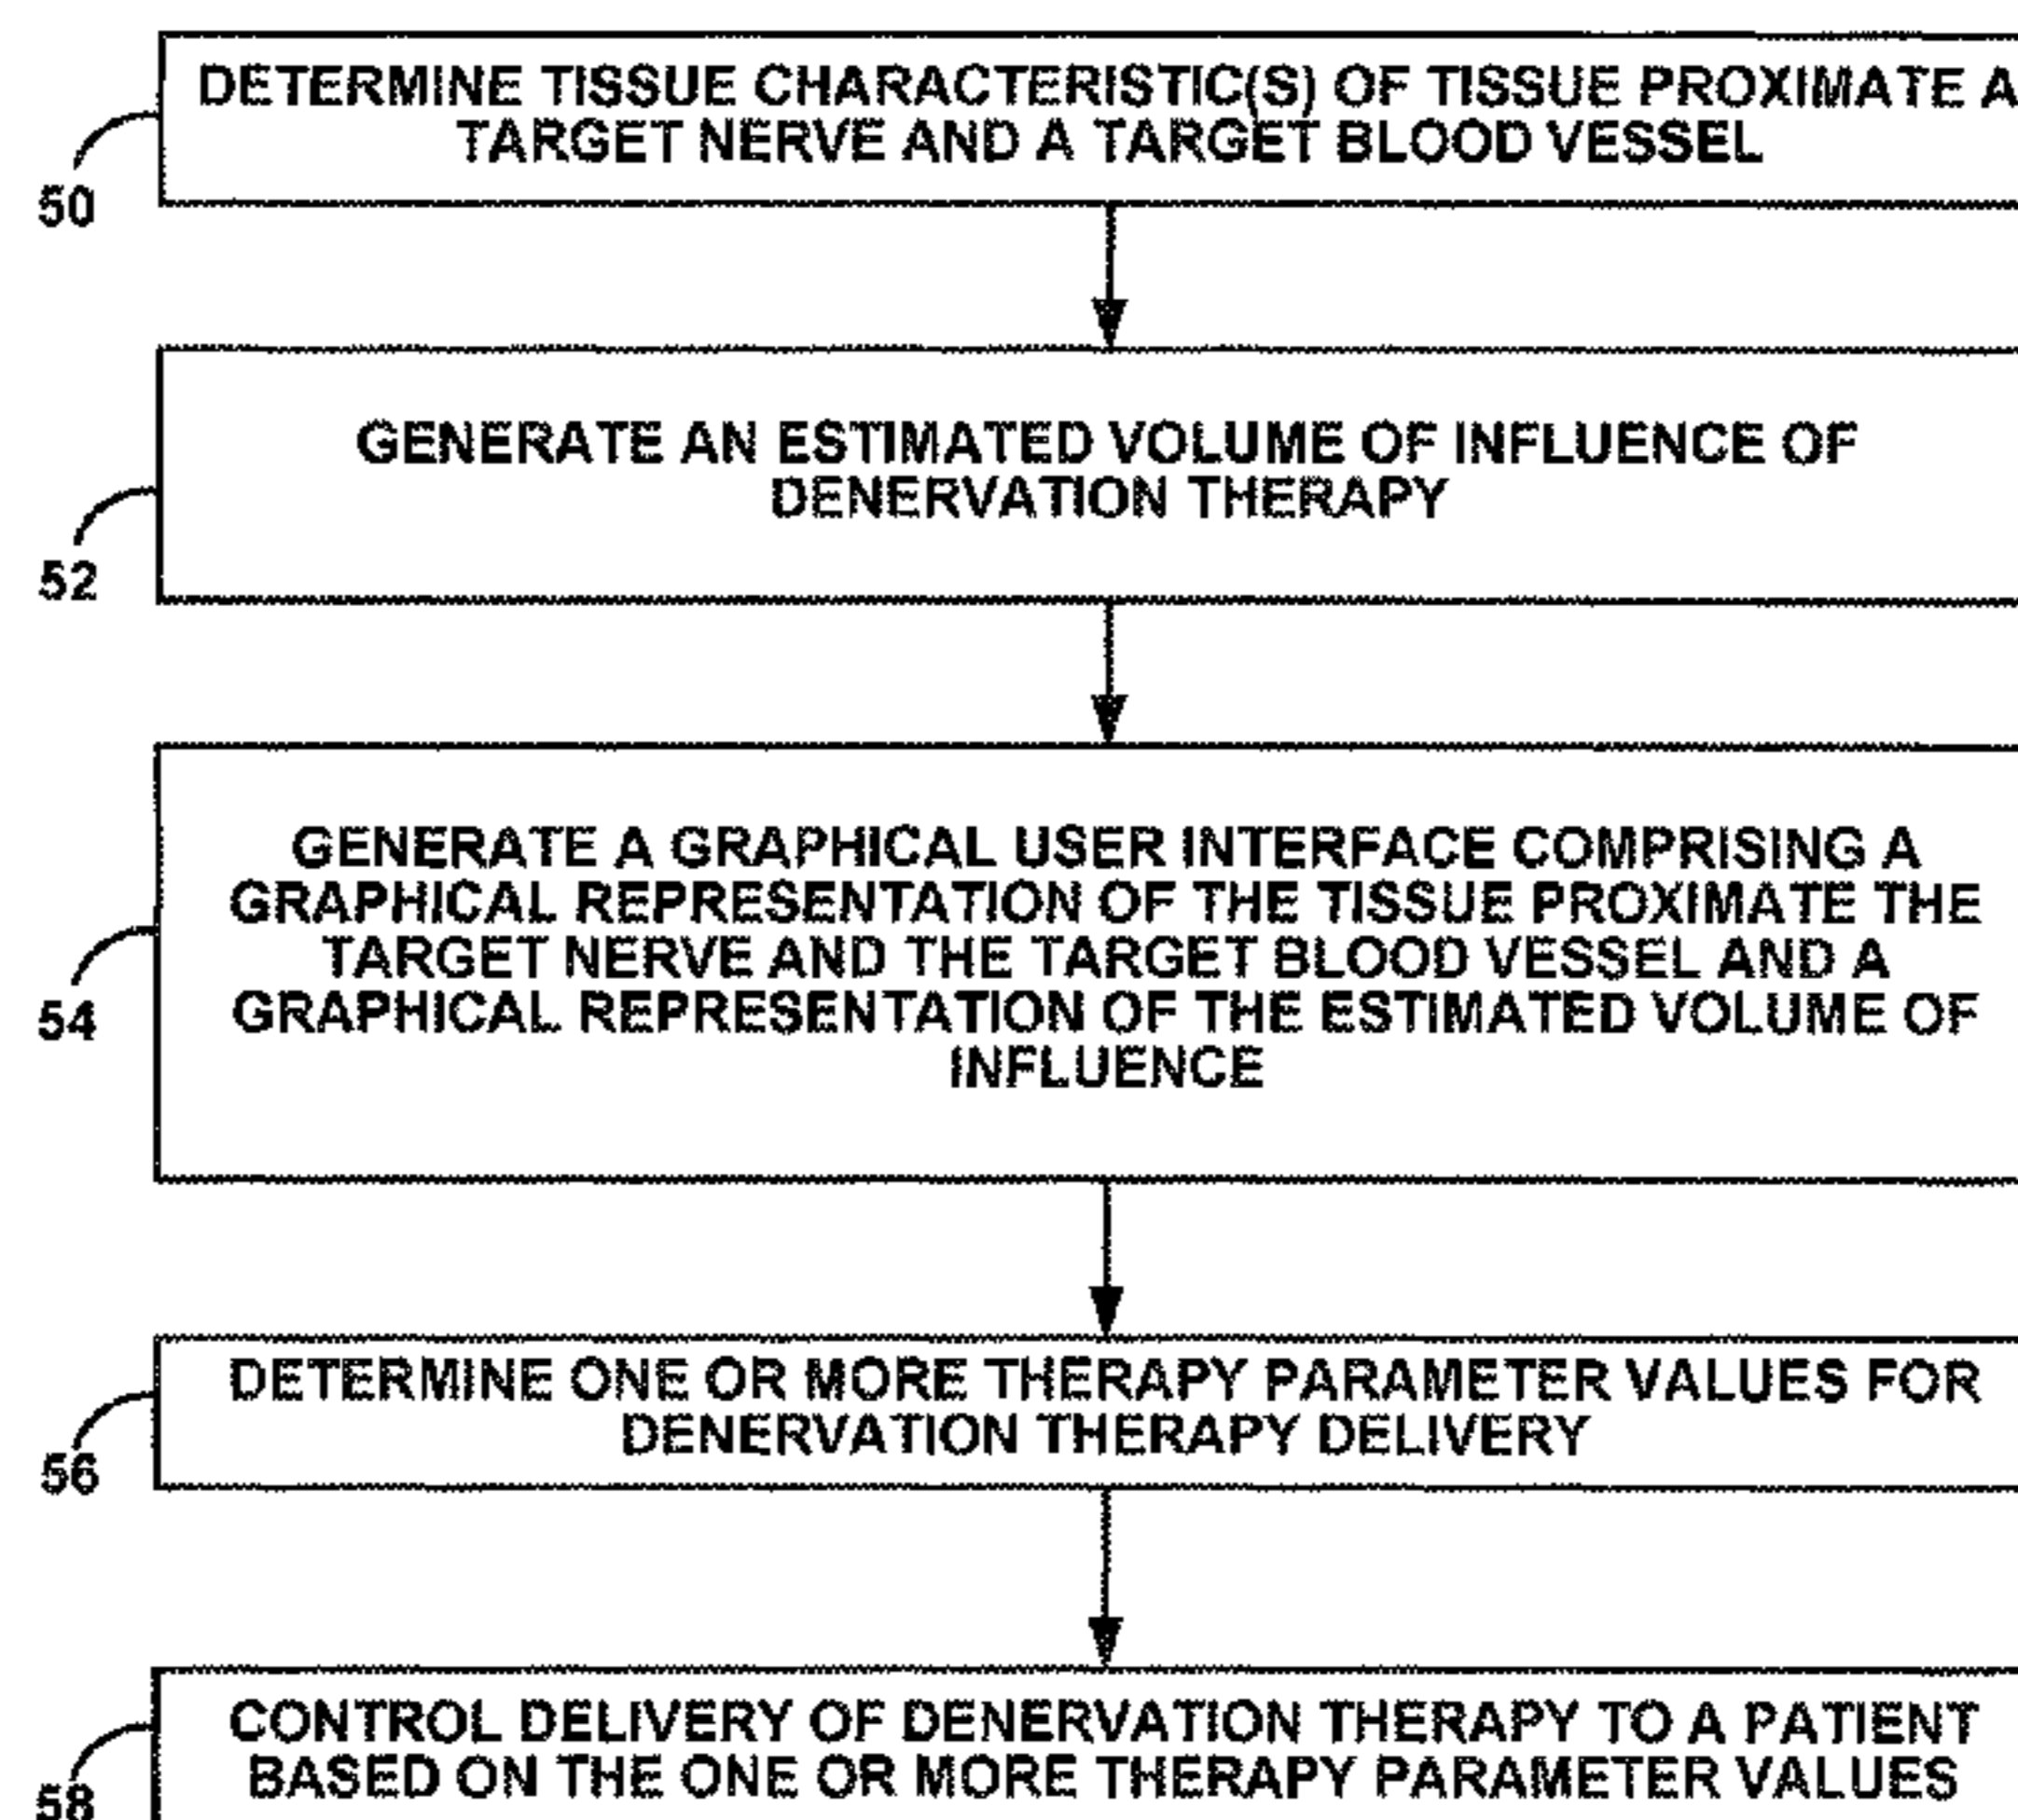 DETERMINE TISSUE CHARACTERISTIC(S) OF TISSUE PROXIMATE A
TARGET NERVE AND A TARGET BLOOD VESSEL
50
GENERATE AN ESTIMATED VOLUME OF INFLUENCE OF
DENERVATION THERAPY
52
GENERATE A GRAPHICAL USER INTERFACE COMPRISING A
GRAPHICAL REPRESENTATION OF THE TISSUE PROXIMATE THE
TARGET NERVE AND THE TARGET BLOOD VESSEL AND A
GRAPHICAL REPRESENTATION OF THE ESTIMATED VOLUME OF
INFLUENCE
54
DETERMINE ONE OR MORE THERAPY PARAMETER VALUES FOR
DENERVATION THERAPY DELIVERY
56
CONTROL DELIVERY OF DENERVATION THERAPY TO A PATIENT
BASED ON THE ONE OR MORE THERAPY PARAMETER VALUES
58